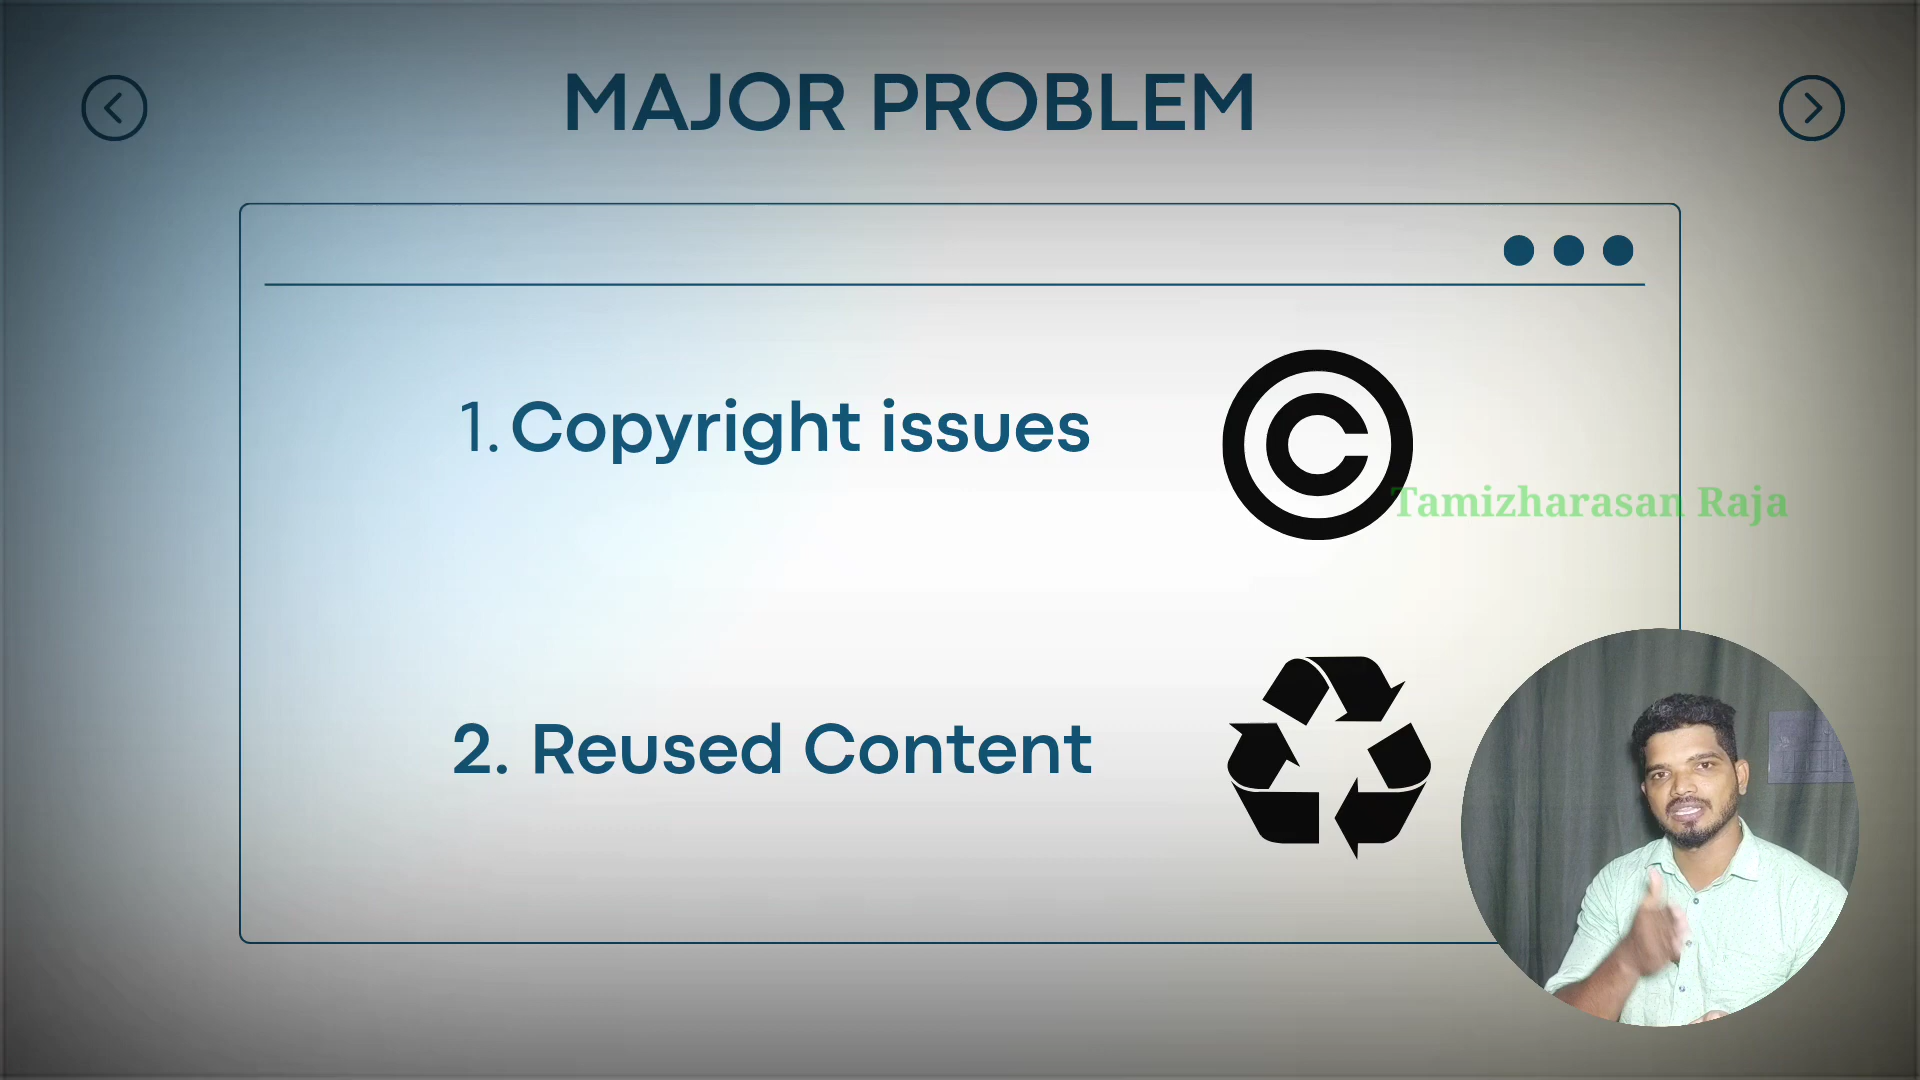 MAJOR PROBLEM
1. Copyright issues
Tamizharasan Raja
2. Reused Content